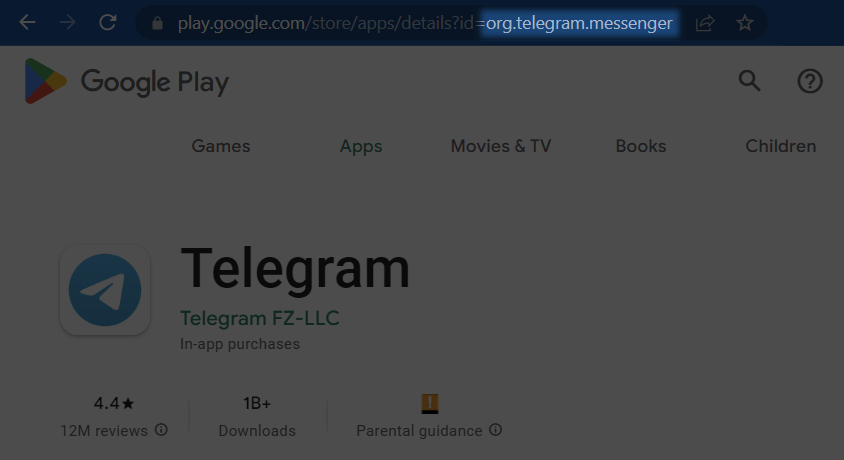 play.google.com/store/apps/details?id=org.telegram.messenger
Google Play
Games Apps Movies & TV Books Children
Telegram
Telegram FZ-LLC
In-app purchases
4.4★ 1B+
12M reviews Downloads Parental guidance